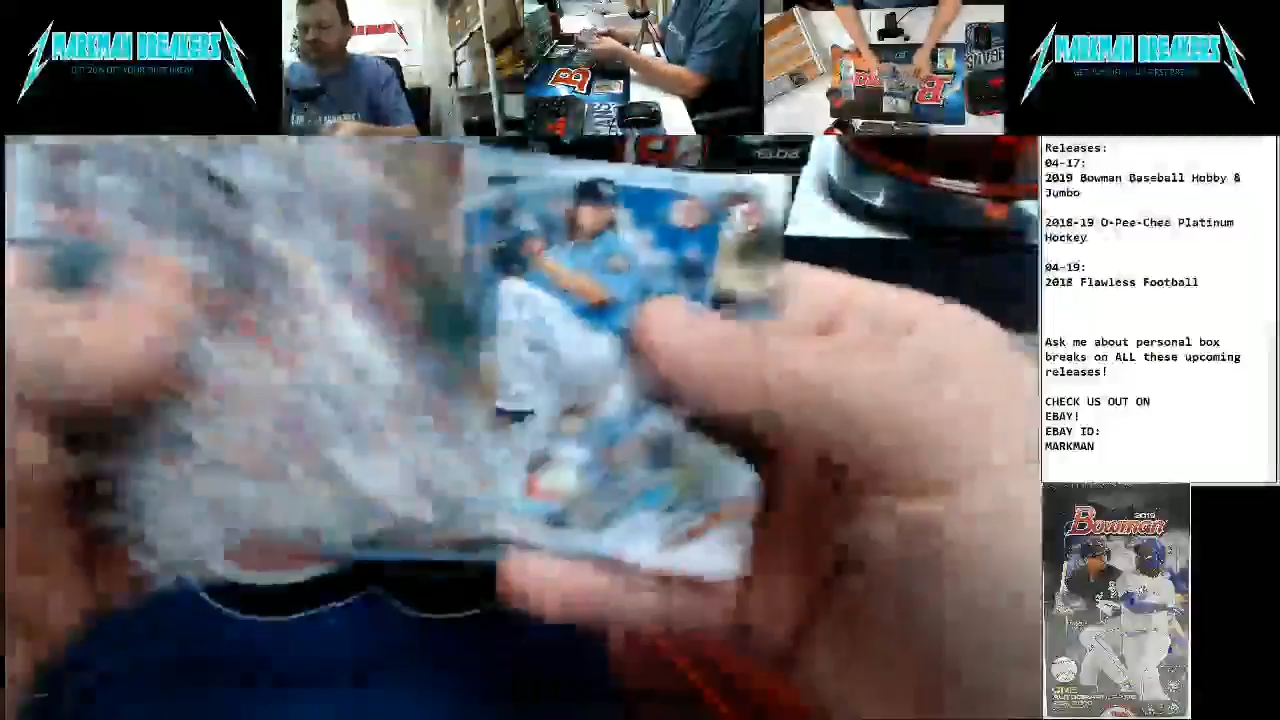 MARKMAN BREAKERS
MARKMAN BREAKERS
Releases:
04-17:
2019 Bowman Baseball Hobby &
Jumbo
2018-19 O-Pee-Chee Platinum
Hockey
04-19:
2018 Flawless Football
Ask me about personal box
breaks on ALL these upcoming
releases!
CHECK US OUT ON
EBAY!
EBAY ID:
MARKMAN
2019
Bowman